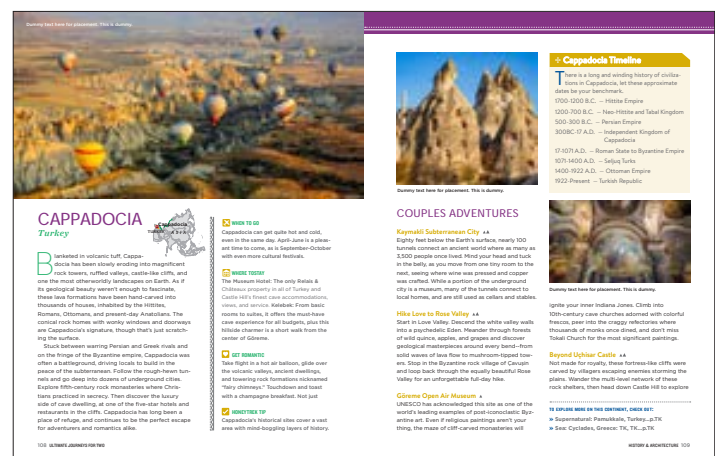 Dummy text here for placement. This is dummy.
CAPPADOCIA
Turkey
Cappadocia
TURKEY
ASIA
Blanketed in volcanic tuff, Cappa-
docia has been slowly eroding into magnificent
rock towers, ruffled valleys, castle-like cliffs, and
one the most otherworldly landscapes on Earth. As if
its geological beauty weren't enough to fascinate,
these lava formations have been hand-carved into
thousands of houses, inhabited by the Hittites,
Romans, Ottomans, and present-day Anatolians. The
conical rock homes with wonky windows and doorways
are Cappadocia's signature, though that's just scratch-
ing the surface.
Stuck between warring Persian and Greek rivals and
on the fringe of the Byzantine empire, Cappadocia was
often a battleground, driving locals to build in the
peace of the subterranean. Follow the rough-hewn tun-
nels and go deep into dozens of underground cities.
Explore fifth-century rock monasteries where Chris-
tians practiced in secrecy. Then discover the luxury
side of cave dwelling, at one of the five-star hotels and
restaurants in the cliffs. Cappadocia has long been a
place of refuge, and continues to be the perfect escape
for adventurers and romantics alike.
WHEN TO GO
Cappadocia can get quite hot and cold,
even in the same day. April-June is a pleas-
ant time to come, as is September-October
with even more cultural festivals.
WHERE TOSTAY
The Museum Hotel: The only Relais &
Châteaux property in all of Turkey and
Castle Hill's finest cave accommodations,
views, and service. Kelebek: From basic
rooms to suites, it offers the must-have
cave experience for all budgets, plus this
hillside charmer is a short walk from the
center of Göreme.
GET ROMANTIC
Take flight in a hot air balloon, glide over
the volcanic valleys, ancient dwellings,
and towering rock formations nicknamed
"fairy chimneys." Touchdown and toast
with a champagne breakfast. Not just
HONEYTREK TIP
Cappadocia's historical sites cover a vast
area with mind-boggling layers of history.
108 ULTIMATE JOURNEYS FOR TWO
Dummy text here for placement. This is dummy.
COUPLES ADVENTURES
Kaymakli Subterranean City
Eighty feet below the Earth's surface, nearly 100
tunnels connect an ancient world where as many as
3,500 people once lived. Mind your head and tuck
in the belly, as you move from one tiny room to the
next, seeing where wine was pressed and copper
was crafted. While a portion of the underground
city is a museum, many of the tunnels connect to
local homes, and are still used as cellars and stables.
Hike Love to Rose Valley
Start in Love Valley. Descend the white valley walls
into a psychedelic Eden. Meander through forests
of wild quince, apples, and grapes and discover
geological masterpieces around every bend—from
solid waves of lava flow to mushroom-tipped tow-
ers. Stop in the Byzantine rock village of Cavupin
and loop back through the equally beautiful Rose
Valley for an unforgettable full-day hike.
Göreme Open Air Museum
UNESCO has acknowledged this site as one of the
world's leading examples of post-iconoclastic Byz-
antine art. Even if religious paintings aren't your
thing, the maze of cliff-carved monasteries will
+ Cappadocia Timeline
There is a long and winding history of civiliza-
tions in Cappadocia, let these approximate
dates be your benchmark.
1700-1200 B.C. — Hittite Empire
1200-700 B.C. — Neo-Hittite and Tabal Kingdom
500-300 B.C. — Persian Empire
300BC-17 A.D. — Independent Kingdom of
Cappadocia
17-1071 A.D. — Roman State to Byzantine Empire
1071-1400 A.D. — Seljuq Turks
1400-1922 A.D. — Ottoman Empire
1922-Present — Turkish Republic
Dummy text here for placement. This is dummy.
ignite your inner Indiana Jones. Climb into
10th-century cave churches adorned with colorful
frescos, peer into the craggy refectories where
thousands of monks once dined, and don't miss
Tokali Church for the most significant paintings.
Beyond Uçhisar Castle
Not made for royalty, these fortress-like cliffs were
carved by villagers escaping enemies storming the
plains. Wander the multi-level network of these
rock shelters, then head down Castle Hill to explore
TO EXPLORE MORE ON THIS CONTINENT, CHECK OUT:
» Supernatural: Pamukkale, Turkey...p.TK
» Sea: Cyclades, Greece: TK, TK...p.TK
HISTORY & ARCHITECTURE 109